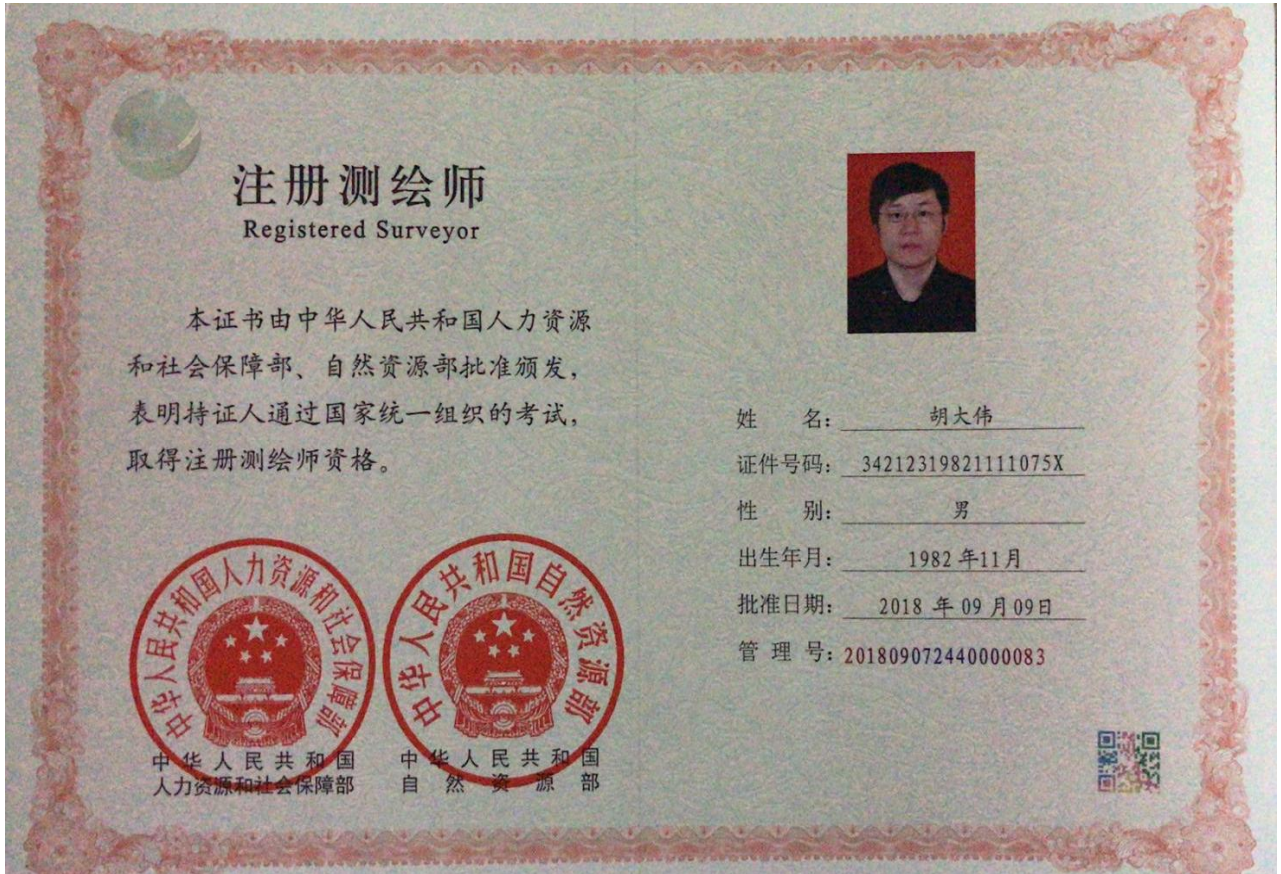 注册测绘师
Registered Surveyor
本证书由中华人民共和国人力资源
和社会保障部、自然资源部批准颁发，
表明持证人通过国家统一组织的考试，
取得注册测绘师资格。
中华人民共和国人力资源和社会保障部
中华人民共和国自然资源部
中华人民共和国
人力资源和社会保障部
中华人民共和国
自然资源部
姓名：胡大伟
证件号码：34212319821111075X
性别：男
出生年月：1982年11月
批准日期：2018年09月09日
管理号：201809072440000083